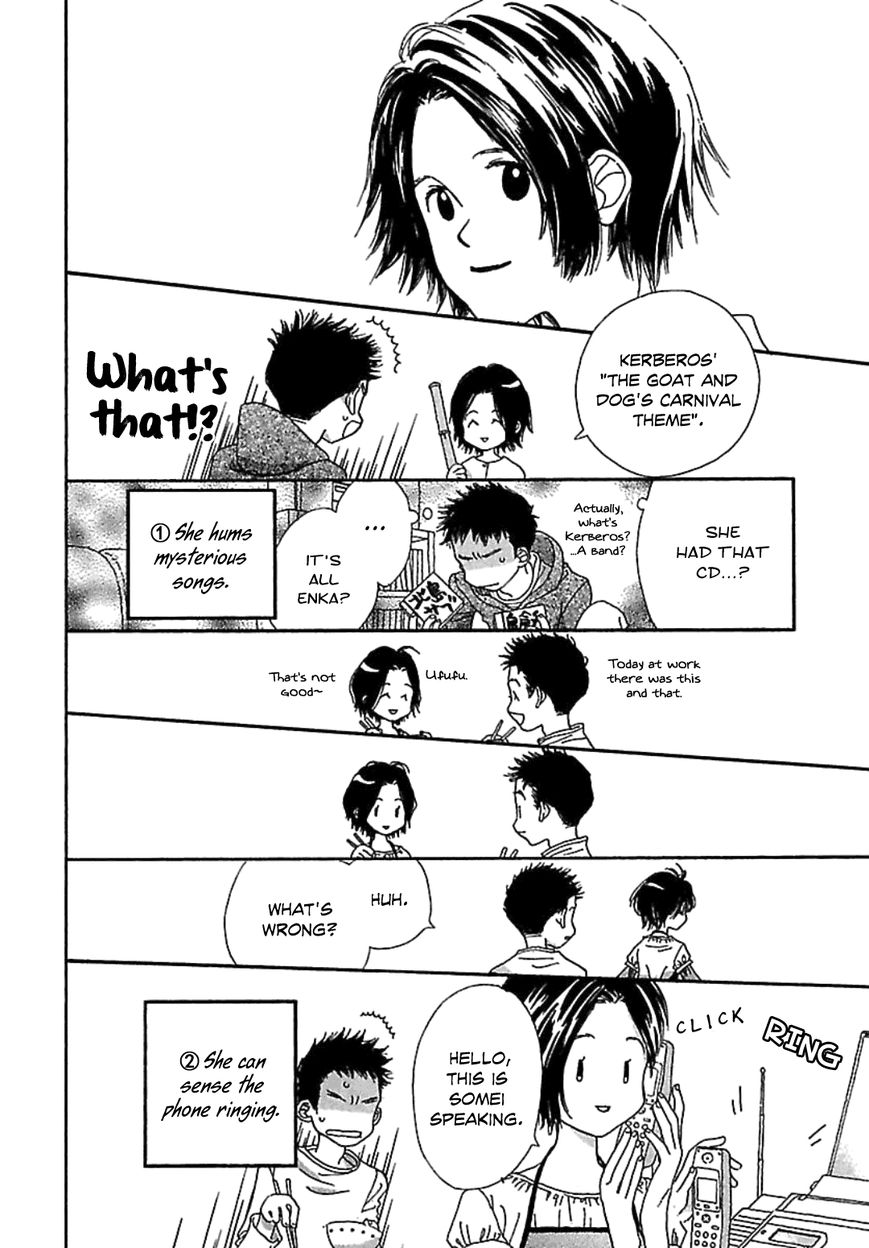 KERBEROS'
"THE GOAT AND
DOG'S CARNIVAL
THEME".
What's
that!?
SHE
HAD THAT
CD...?
Actually,
what's
Kerberos?
...A band?
...
IT'S
ALL
ENKA?
北島
① She hums
mysterious
songs.
Today at work
there was this
and that.
Ufufu.
That's not
good~
HUH.
WHAT'S
WRONG?
RING
CLICK
HELLO,
THIS IS
SOMEI
SPEAKING.
② She can
sense the
phone ringing.